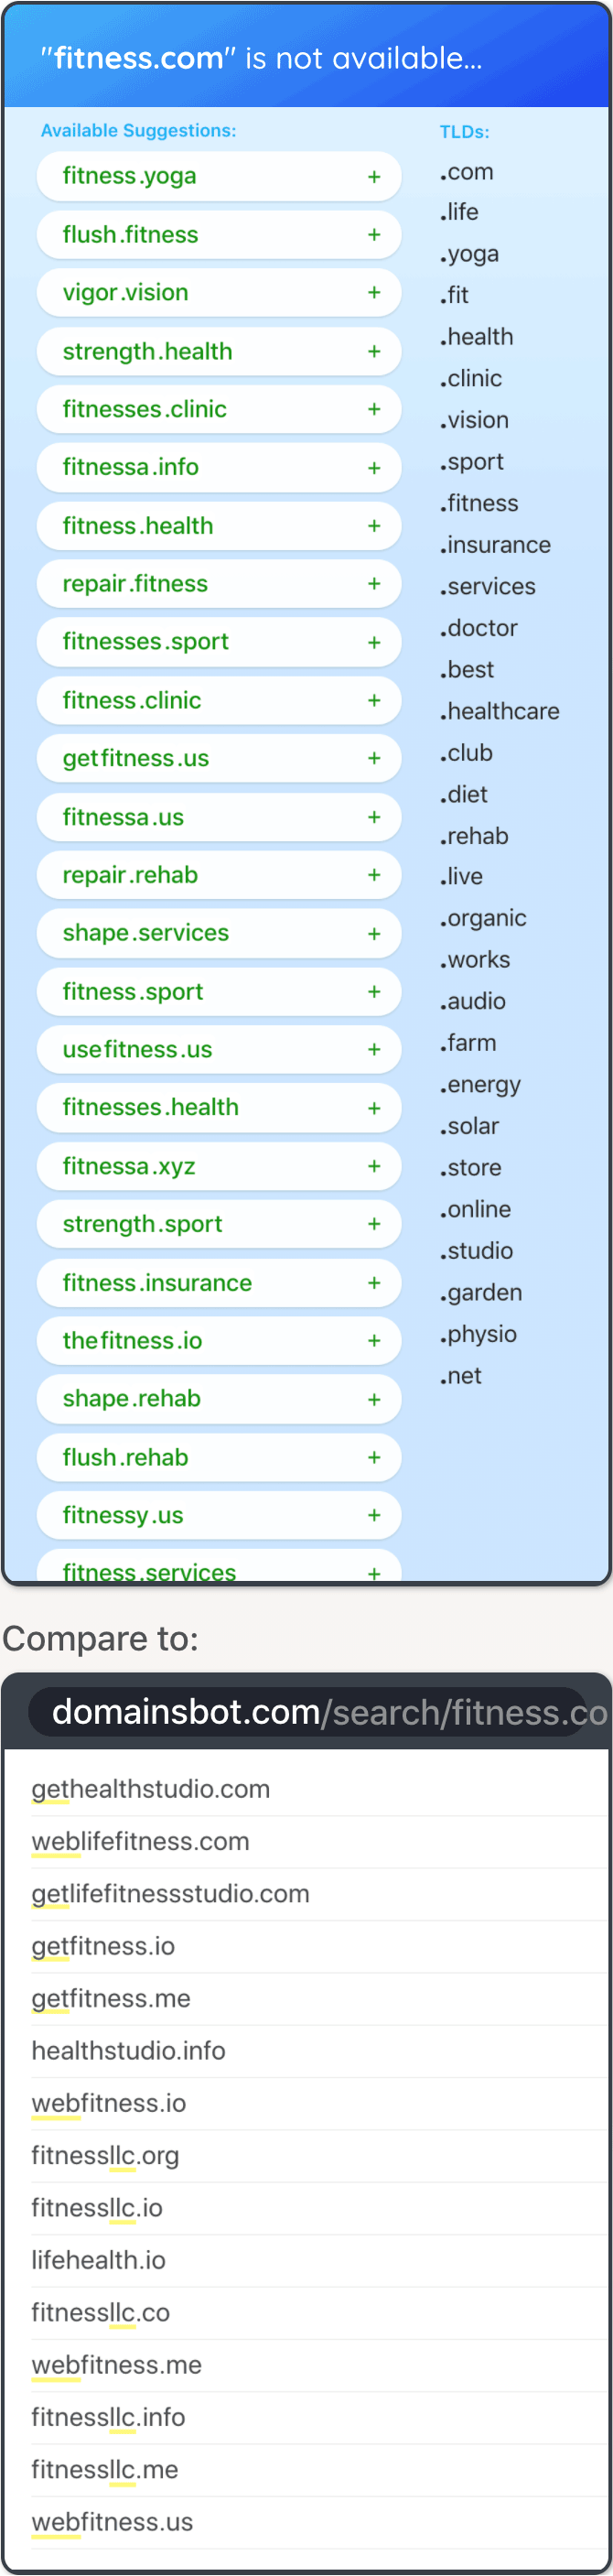 "fitness.com" is not available...
Available Suggestions:
fitness.yoga +
flush.fitness +
vigor.vision +
strength.health +
fitnesses.clinic +
fitnessa.info +
fitness.health +
repair.fitness +
fitnesses.sport +
fitness.clinic +
getfitness.us +
fitnessa.us +
repair.rehab +
shape.services +
fitness.sport +
usefitness.us +
fitnesses.health +
fitnessa.xyz +
strength.sport +
fitness.insurance +
thefitness.io +
shape.rehab +
flush.rehab +
fitnessy.us +
fitness.services +
TLDs:
.com
.life
.yoga
.fit
.health
.clinic
.vision
.sport
.fitness
.insurance
.services
.doctor
.best
.healthcare
.club
.diet
.rehab
.live
.organic
.works
.audio
.farm
.energy
.solar
.store
.online
.studio
.garden
.physio
.net
Compare to:
domainsbot.com/search/fitness.co
gethealthstudio.com
weblifefitness.com
getlifefitnessstudio.com
getfitness.io
getfitness.me
healthstudio.info
webfitness.io
fitnessllc.org
fitnessllc.io
lifehealth.io
fitnessllc.co
webfitness.me
fitnessllc.info
fitnessllc.me
webfitness.us